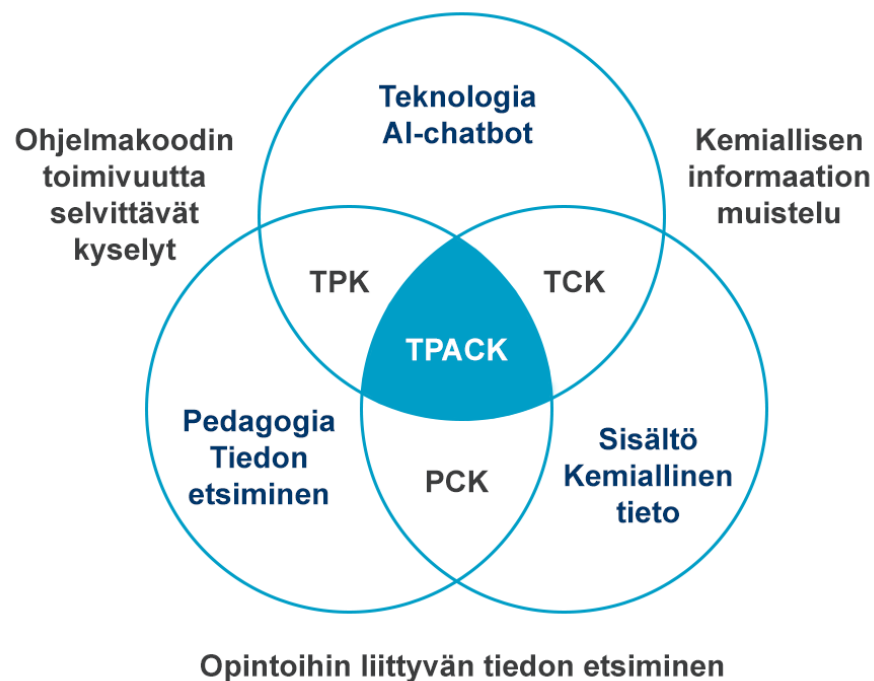 Teknologia
AI-chatbot
Ohjelmakoodin
toimivuutta
selvittävät
kyselyt
Kemiallisen
informaation
muistelu
TPK
TCK
TPACK
Pedagogia
Tiedon
etsiminen
Sisältö
Kemiallinen
tieto
PCK
Opintoihin liittyvän tiedon etsiminen